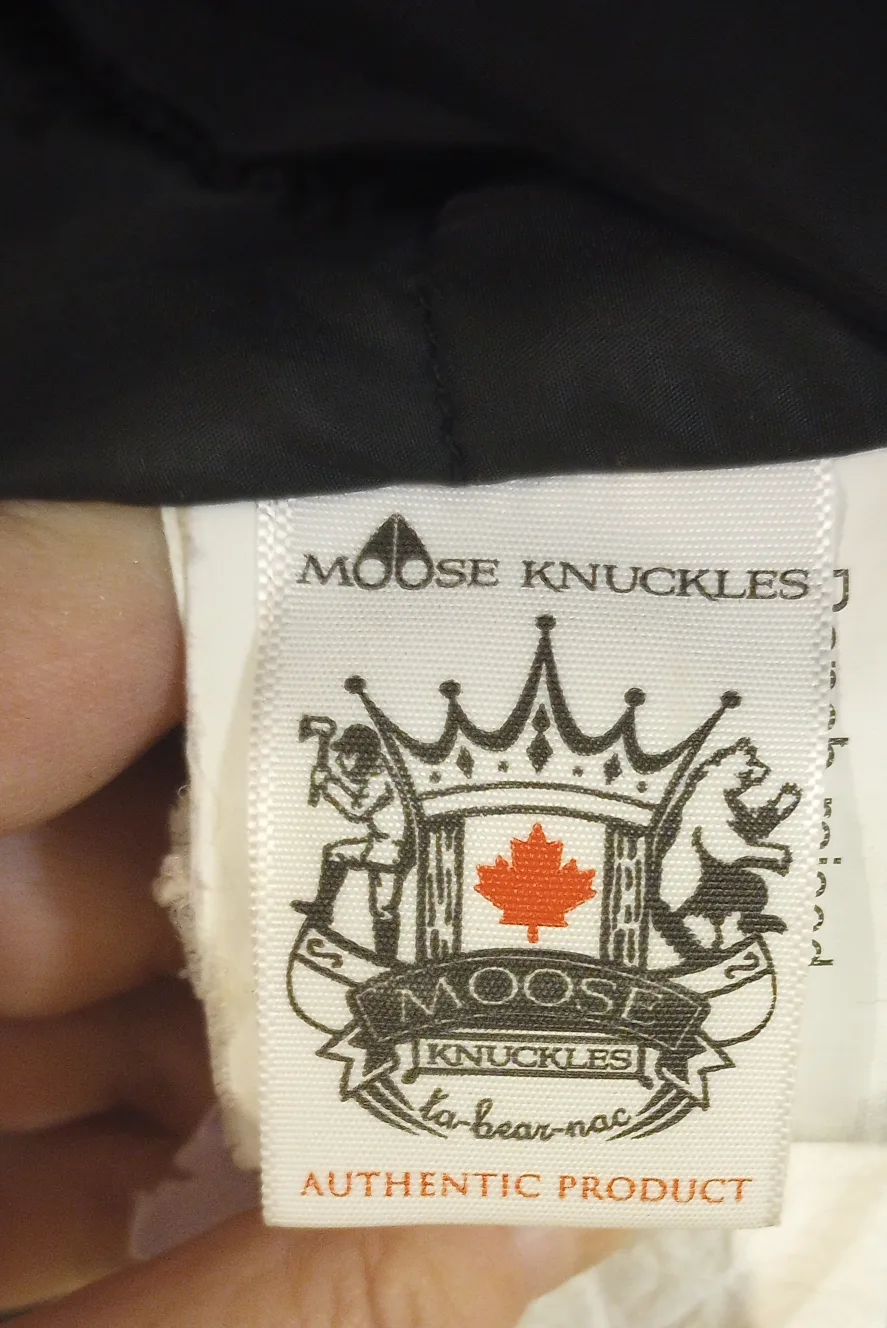 MOOSE KNUCKLES
MOOSE
KNUCKLES
ta-bear-nac
AUTHENTIC PRODUCT